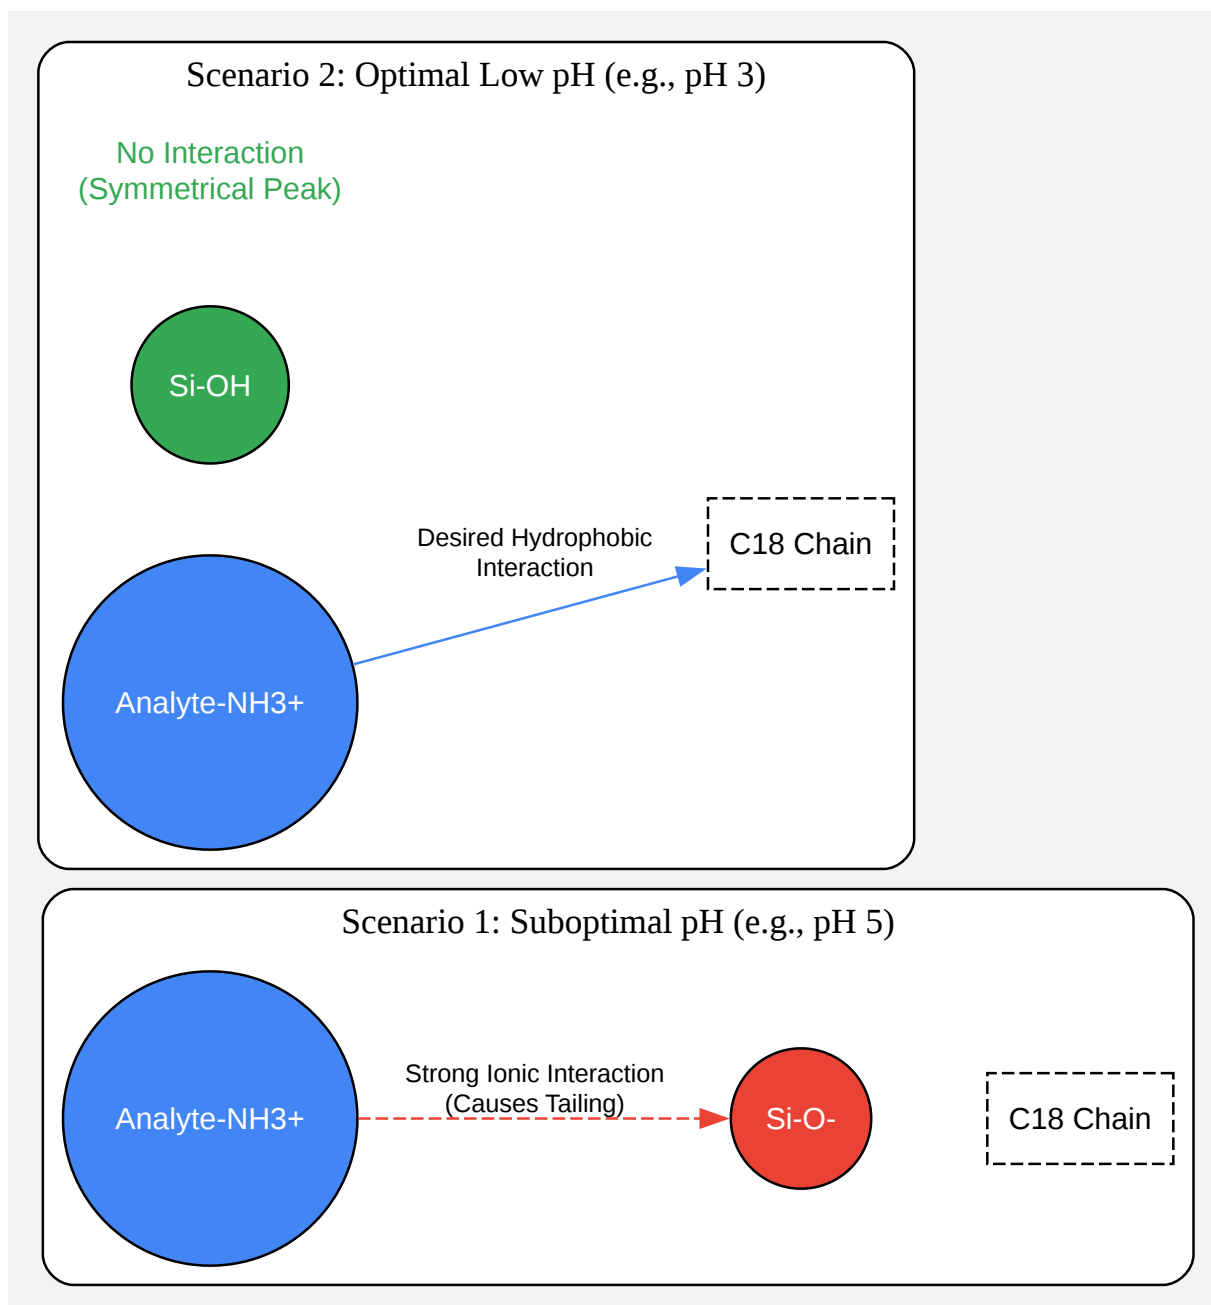 Scenario 2: Optimal Low pH (e.g., pH 3)
No Interaction
(Symmetrical Peak)
Si-OH
Desired Hydrophobic
Interaction
C18 Chain
Analyte-NH3+
Scenario 1: Suboptimal pH (e.g., pH 5)
Analyte-NH3+
Strong Ionic Interaction
(Causes Tailing)
Si-O-
C18 Chain